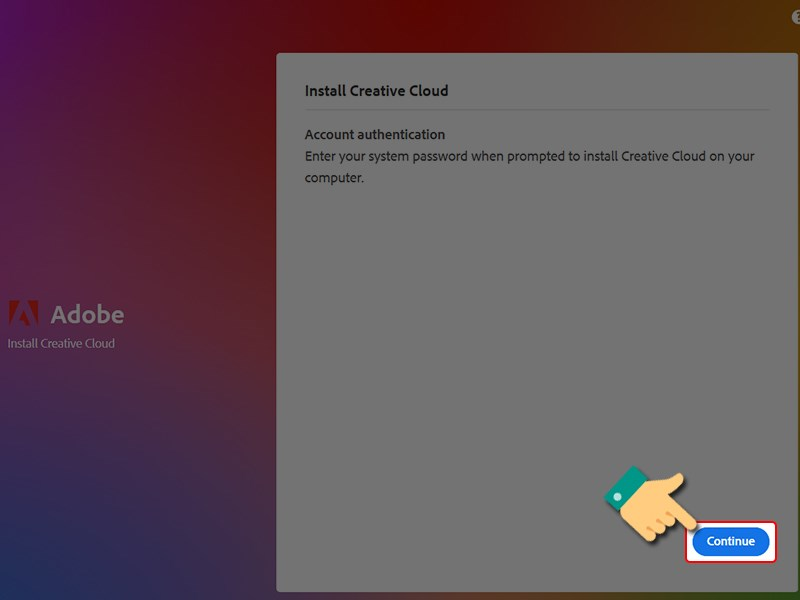 Install Creative Cloud
Account authentication
Enter your system password when prompted to install Creative Cloud on your
computer.
Adobe
Install Creative Cloud
Continue